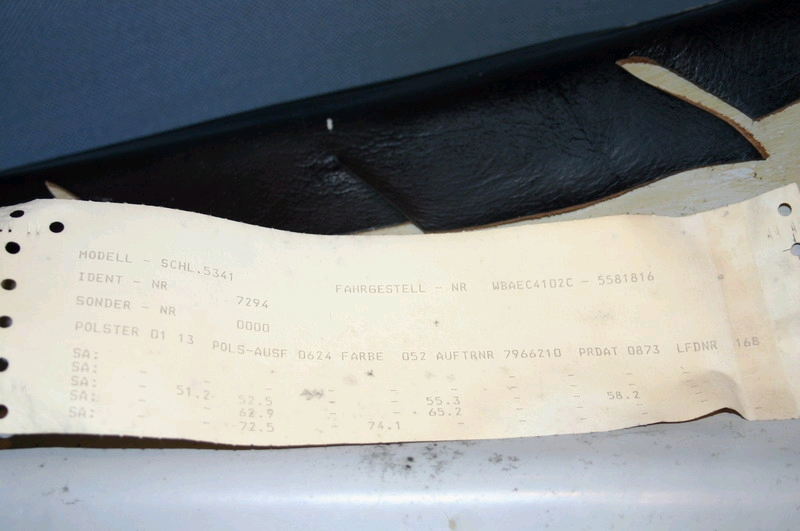 MODELL - SCHL.5341
IDENT - NR 7294 FAHRGESTELL - NR WBAEC4102C - 5581816
SONDER - NR 0000
POLSTER 01 13 POLS-AUSF 0624 FARBE 052 AUFTRNR 7966210 PRDAT 0873 LFDNR 168
SA: - - - - - - - - -
SA: - - - - - - - - -
SA: - 51.2 - 52.5 - - 55.3 - - 58.2 -
SA: - - 62.9 - - 65.2 - - - -
SA: - - 72.5 - 74.1 - - - - -